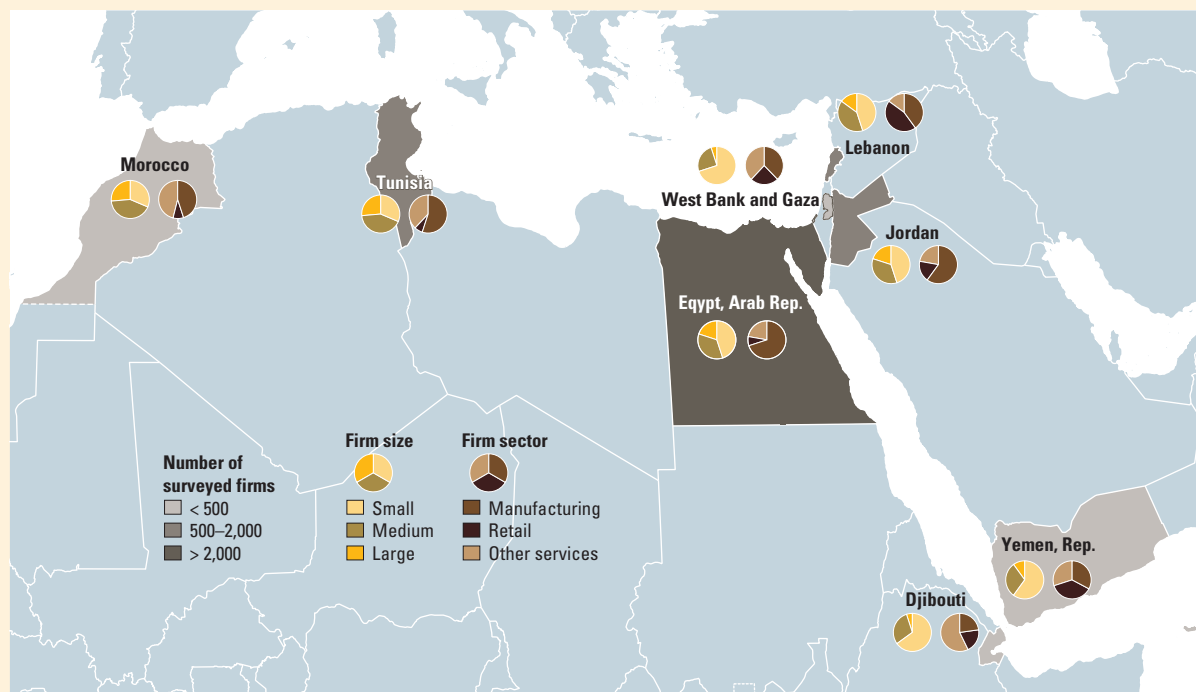 Morocco
Tunisia
Lebanon
West Bank and Gaza
Jordan
Eqypt, Arab Rep.
Yemen, Rep.
Djibouti
Number of
surveyed firms
< 500
500–2,000
> 2,000
Firm size
Small
Medium
Large
Firm sector
Manufacturing
Retail
Other services